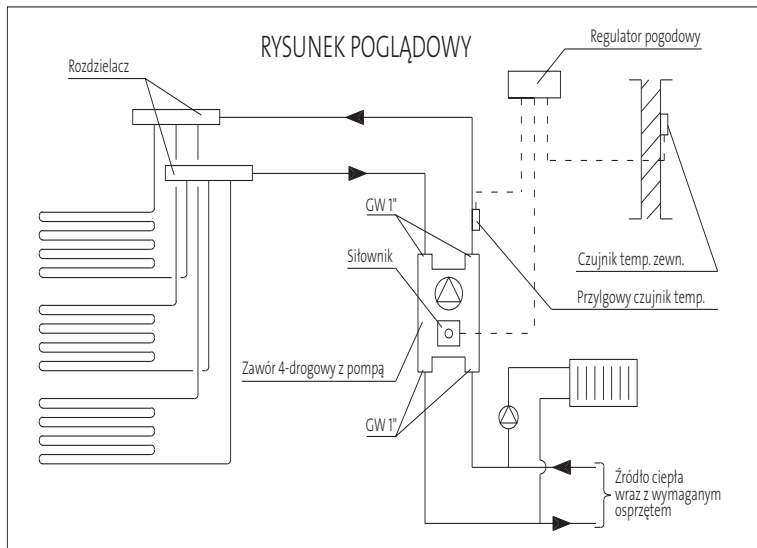 RYSUNEK POGLĄDOWY
Regulator pogodowy
Rozdzielacz
GW 1"
Siłownik
Czujnik temp. zewn.
Przylgowy czujnik temp.
Zawór 4-drogowy z pompą
GW 1"
Źródło ciepła
wraz z wymaganym
osprzętem